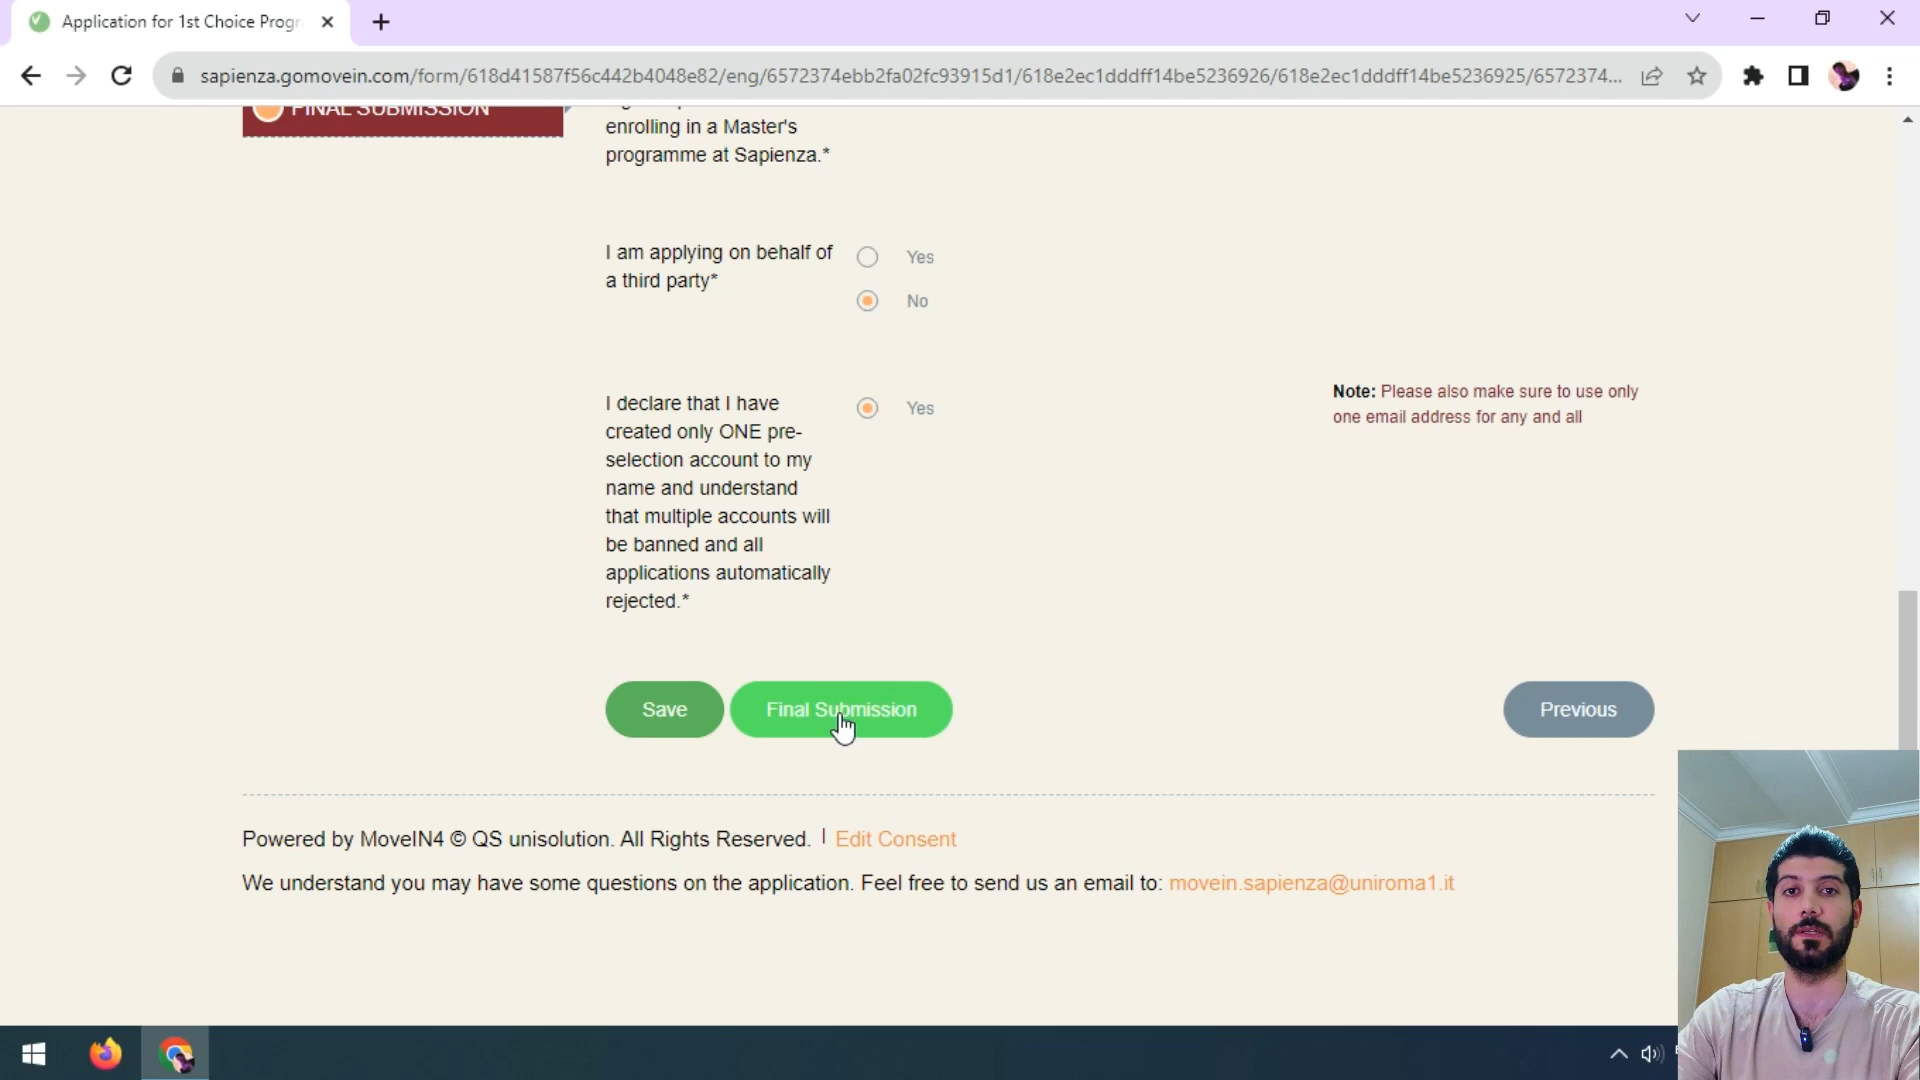 Application for 1st Choice Progr
sapienza.gomovein.com/form/618d41587f56c442b4048e82/eng/6572374ebb2fa02fc93915d1/618e2ec1dddff14be5236926/618e2ec1dddff14be5236925/6572374...
FINAL SUBMISSION
enrolling in a Master's
programme at Sapienza.*
I am applying on behalf of
a third party*
Yes
No
I declare that I have
created only ONE pre-
selection account to my
name and understand
that multiple accounts will
be banned and all
applications automatically
rejected.*
Yes
Note: Please also make sure to use only
one email address for any and all
Save
Final Submission
Previous
Powered by MoveIN4 © QS unisolution. All Rights Reserved. | Edit Consent
We understand you may have some questions on the application. Feel free to send us an email to: movein.sapienza@uniroma1.it